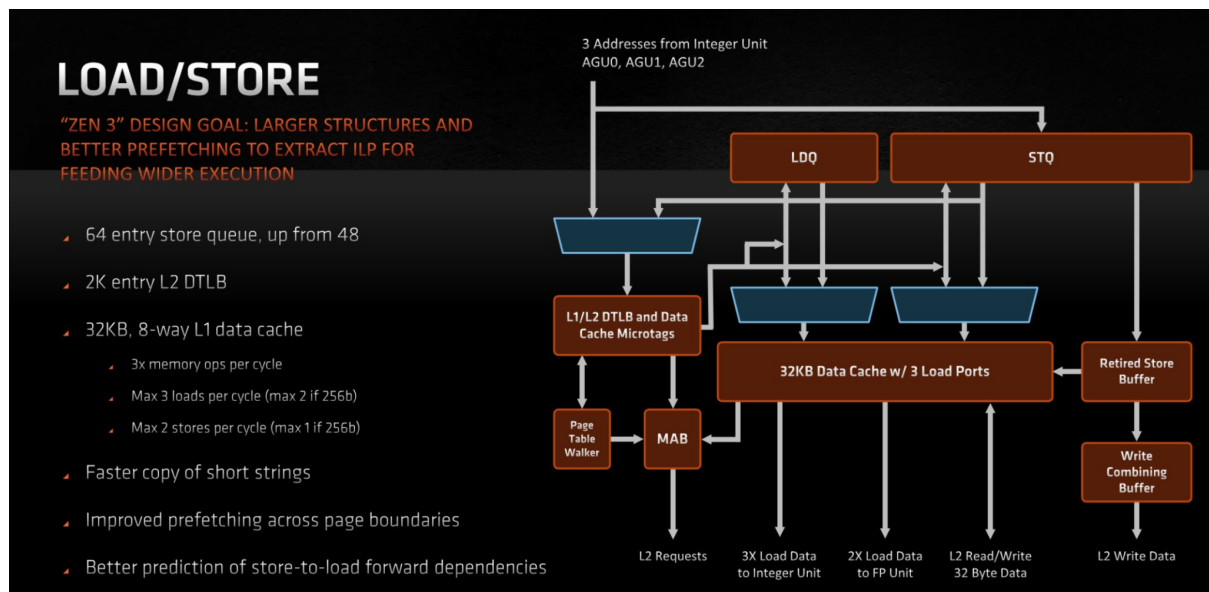 LOAD/STORE
“ZEN 3” DESIGN GOAL: LARGER STRUCTURES AND
BETTER PREFETCHING TO EXTRACT ILP FOR
FEEDING WIDER EXECUTION
64 entry store queue, up from 48
2K entry L2 DTLB
32KB, 8-way L1 data cache
3x memory ops per cycle
Max 3 loads per cycle (max 2 if 256b)
Max 2 stores per cycle (max 1 if 256b)
Faster copy of short strings
Improved prefetching across page boundaries
Better prediction of store-to-load forward dependencies
3 Addresses from Integer Unit
AGU0, AGU1, AGU2
LDQ
STQ
L1/L2 DTLB and Data
Cache Microtags
32KB Data Cache w/ 3 Load Ports
Retired Store
Buffer
Page
Table
Walker
MAB
Write
Combining
Buffer
L2 Requests
3X Load Data
to Integer Unit
2X Load Data
to FP Unit
L2 Read/Write
32 Byte Data
L2 Write Data